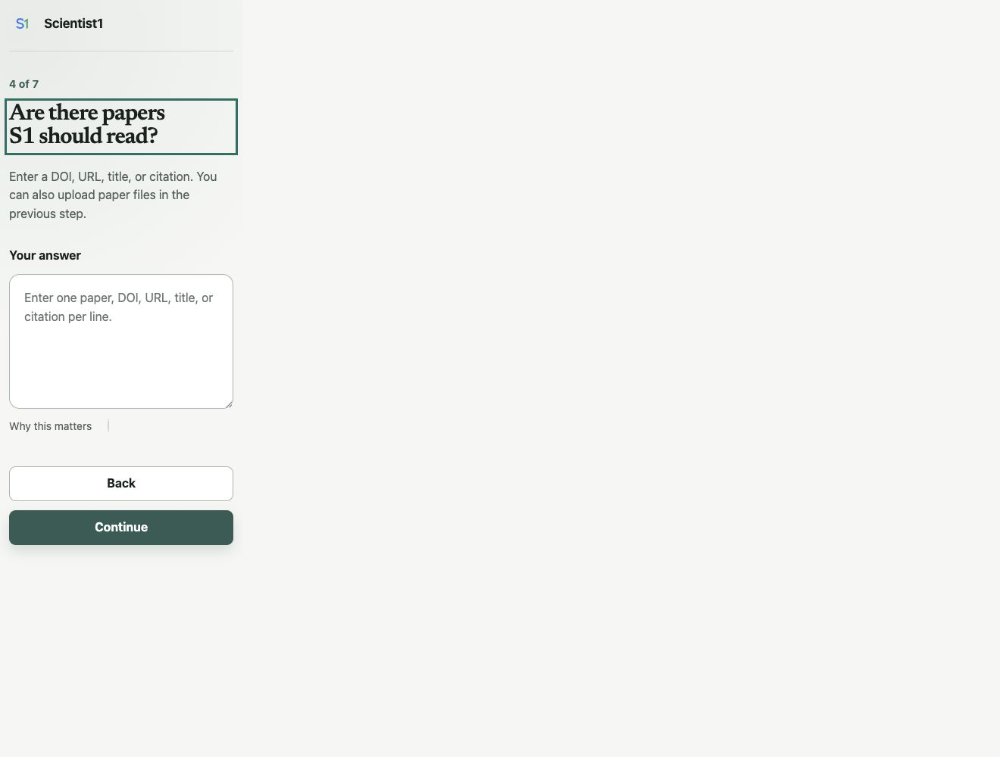 S1 Scientist1
4 of 7
Are there papers
S1 should read?
Enter a DOI, URL, title, or citation. You
can also upload paper files in the
previous step.
Your answer
Enter one paper, DOI, URL, title, or
citation per line.
Why this matters
Back
Continue